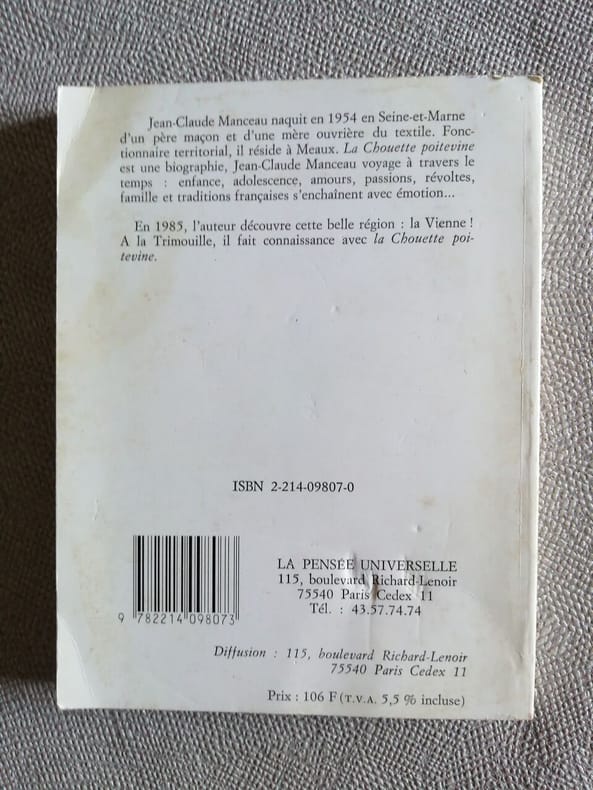 Jean-Claude Manceau naquit en 1954 en Seine-et-Marne
d'un père maçon et d'une mère ouvrière du textile. Fonc-
tionnaire territorial, il réside à Meaux. La Chouette poitevine
est une biographie, Jean-Claude Manceau voyage à travers le
temps : enfance, adolescence, amours, passions, révoltes,
famille et traditions françaises s'enchaînent avec émotion...
En 1985, l'auteur découvre cette belle région : la Vienne !
A la Trimouille, il fait connaissance avec la Chouette poi-
tevine.
ISBN 2-214-09807-0
9 782214 098073
LA PENSÉE UNIVERSELLE
115, boulevard Richard-Lenoir
75540 Paris Cedex 11
Tél. : 43.57.74.74
Diffusion : 115, boulevard Richard-Lenoir
75540 Paris Cedex 11
Prix : 106 F (T.V.A. 5,5 % incluse)